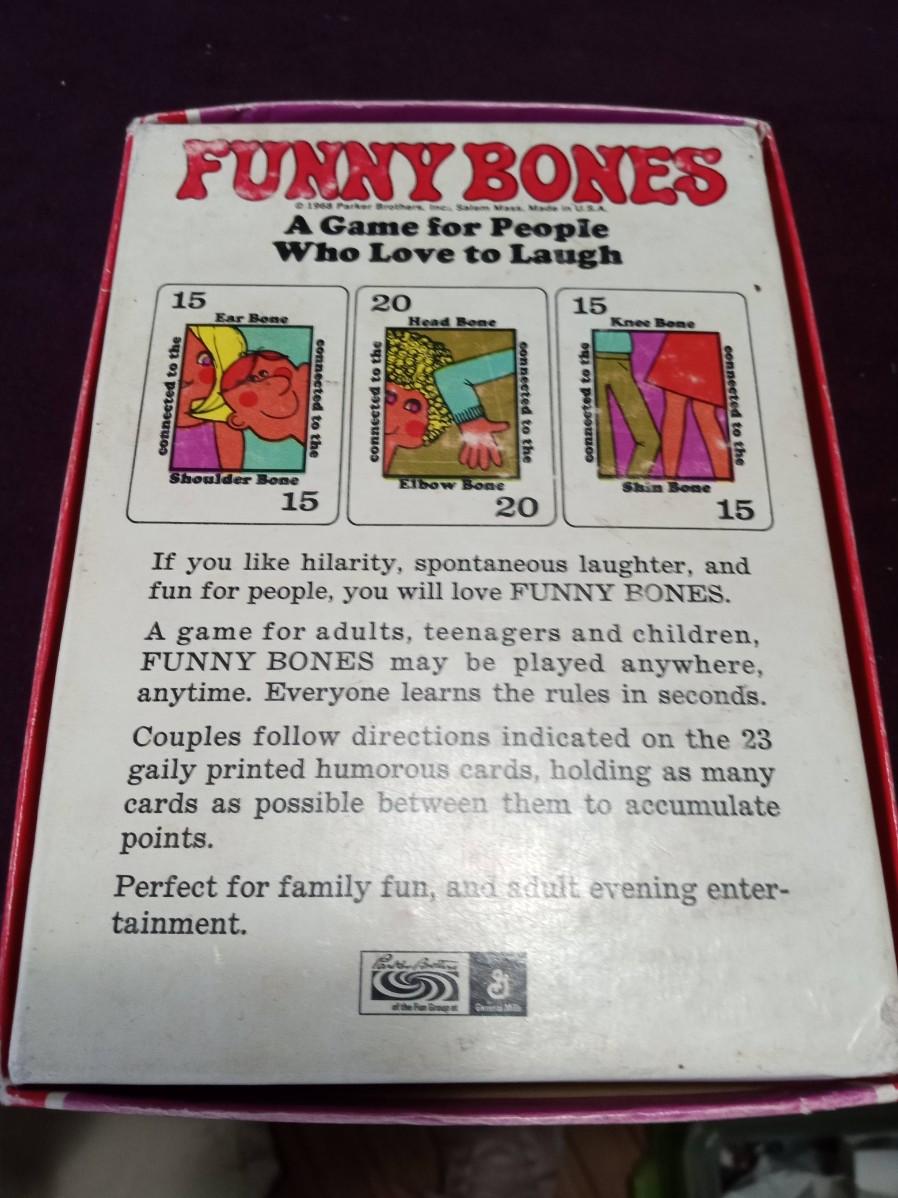 FUNNY BONES
© 1968 Parker Brothers, Inc., Salem Mass. Made in U.S.A.
A Game for People
Who Love to Laugh
15
Ear Bone
connected to the
connected to the
Shoulder Bone
15
20
Head Bone
connected to the
connected to the
Elbow Bone
20
15
Knee Bone
connected to the
connected to the
Shin Bone
15
If you like hilarity, spontaneous laughter, and
fun for people, you will love FUNNY BONES.
A game for adults, teenagers and children,
FUNNY BONES may be played anywhere,
anytime. Everyone learns the rules in seconds.
Couples follow directions indicated on the 23
gaily printed humorous cards, holding as many
cards as possible between them to accumulate
points.
Perfect for family fun, and adult evening enter-
tainment.
Parker Brothers
of the Fun Group at
General Mills